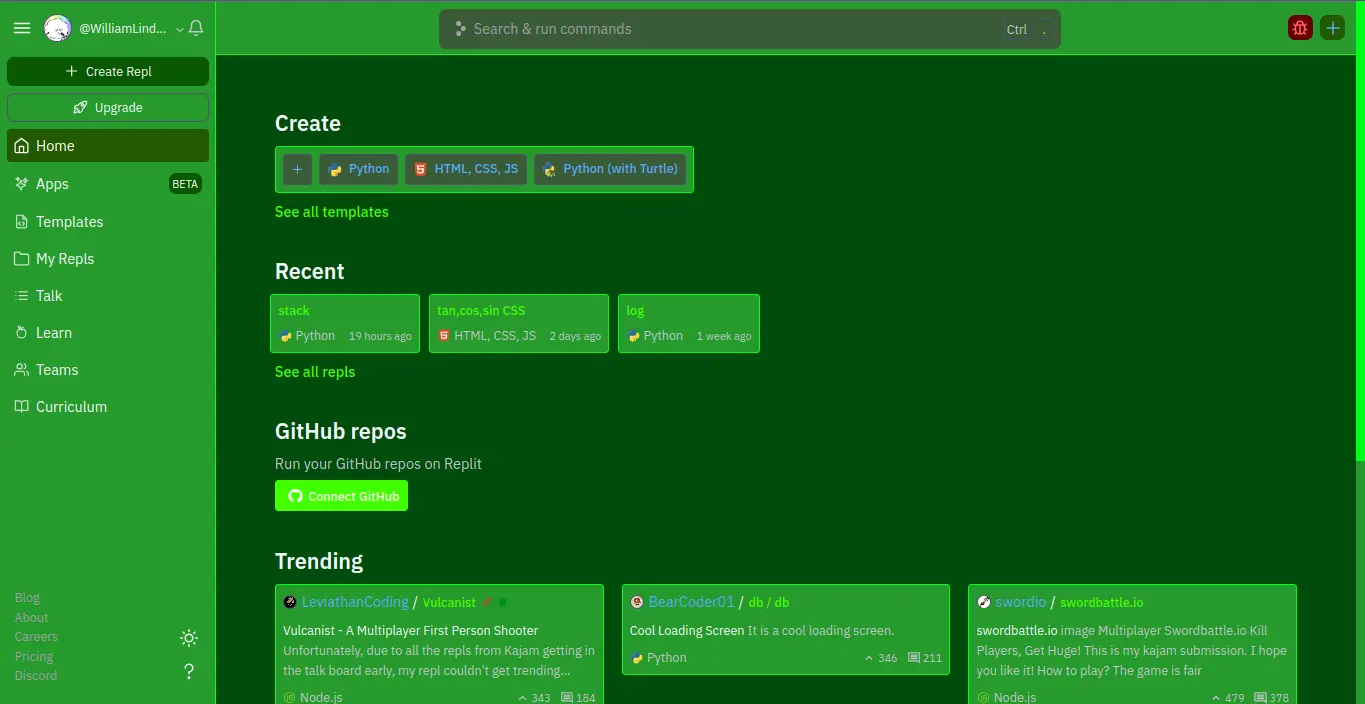 @WilliamLind...
Search & run commands
Ctrl .
Create Repl
Upgrade
Home
Apps
BETA
Templates
My Repls
Talk
Learn
Teams
Curriculum
Blog
About
Careers
Pricing
Discord
?
Create
+ Python HTML, CSS, JS Python (with Turtle)
See all templates
Recent
stack
Python 19 hours ago
tan,cos,sin CSS
HTML, CSS, JS 2 days ago
log
Python 1 week ago
See all repls
GitHub repos
Run your GitHub repos on Replit
Connect GitHub
Trending
LeviathanCoding / Vulcanist
Vulcanist - A Multiplayer First Person Shooter
Unfortunately, due to all the repls from Kajam getting in
the talk board early, my repl couldn't get trending...
Node.js 343 184
BearCoder01 / db / db
Cool Loading Screen It is a cool loading screen.
Python 346 211
swordio / swordbattle.io
swordbattle.io image Multiplayer Swordbattle.io Kill
Players, Get Huge! This is my kajam submission. I hope
you like it! How to play? The game is fair
Node.js 479 378